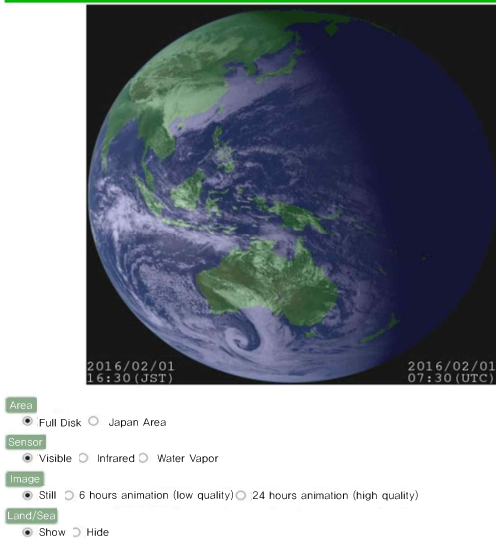 2016/02/01 2016/02/01
16:30(JST) 07:30(UTC)
Area
Full Disk Japan Area
Sensor
Visible Infrared Water Vapor
Image
Still 6 hours animation (low quality) 24 hours animation (high quality)
Land/Sea
Show Hide